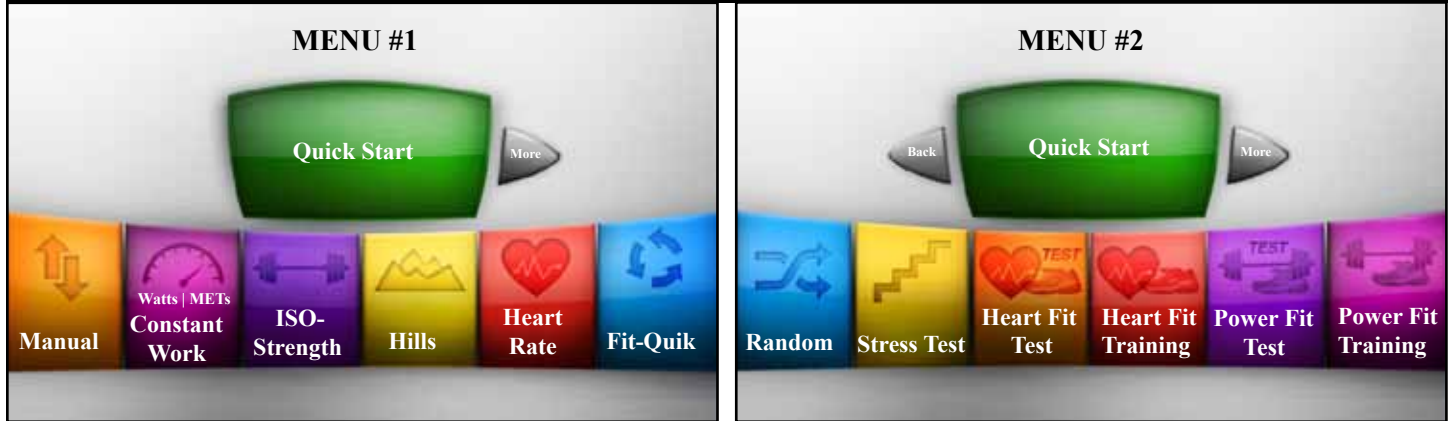 MENU #1
Quick Start
More
Manual
Watts | METs
Constant
Work
ISO-
Strength
Hills
Heart
Rate
Fit-Quik
MENU #2
Back
Quick Start
More
Random
Stress Test
TEST
Heart Fit
Test
Heart Fit
Training
TEST
Power Fit
Test
Power Fit
Training